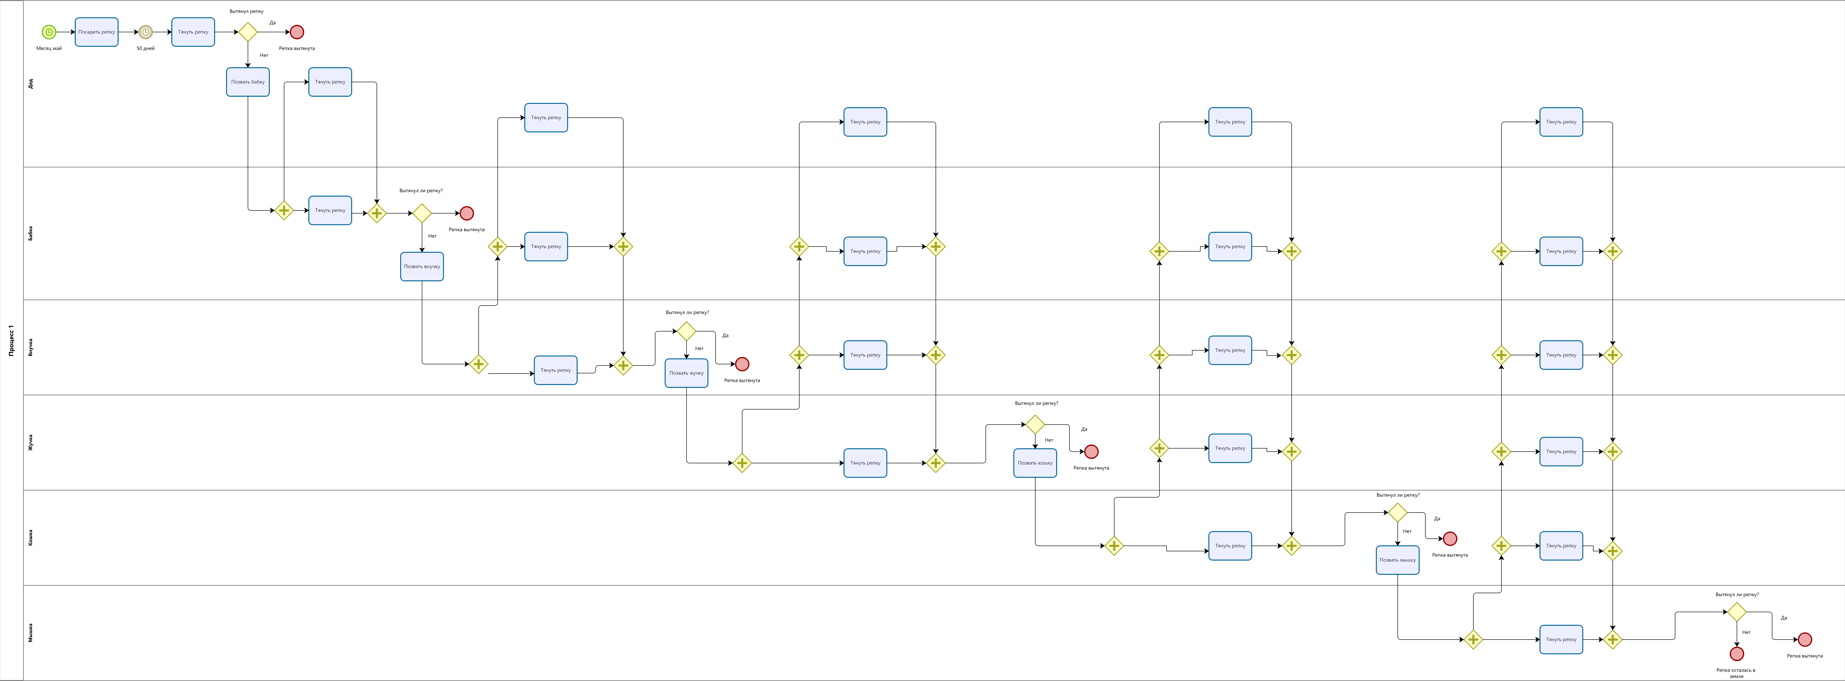 Процесс 1
Дед
Вытянул репку
Да
Месяц май
Посадить репку
50 дней
Тянуть репку
Репка вытянута
Нет
Позвать бабку
Тянуть репку
Тянуть репку
Тянуть репку
Тянуть репку
Тянуть репку
Бабка
Вытянул ли репку?
Тянуть репку
Репка вытянута
Нет
Позвать внучку
Тянуть репку
Тянуть репку
Тянуть репку
Тянуть репку
Внучка
Вытянул ли репку?
Да
Нет
Тянуть репку
Позвать жучку
Репка вытянута
Тянуть репку
Тянуть репку
Тянуть репку
Жучка
Вытянул ли репку?
Да
Нет
Тянуть репку
Позвать кошку
Репка вытянута
Тянуть репку
Тянуть репку
Кошка
Вытянул ли репку?
Да
Нет
Тянуть репку
Позвать мышку
Репка вытянута
Тянуть репку
Мышка
Вытянул ли репку?
Да
Нет
Тянуть репку
Репка вытянута
Репка осталась в
земле